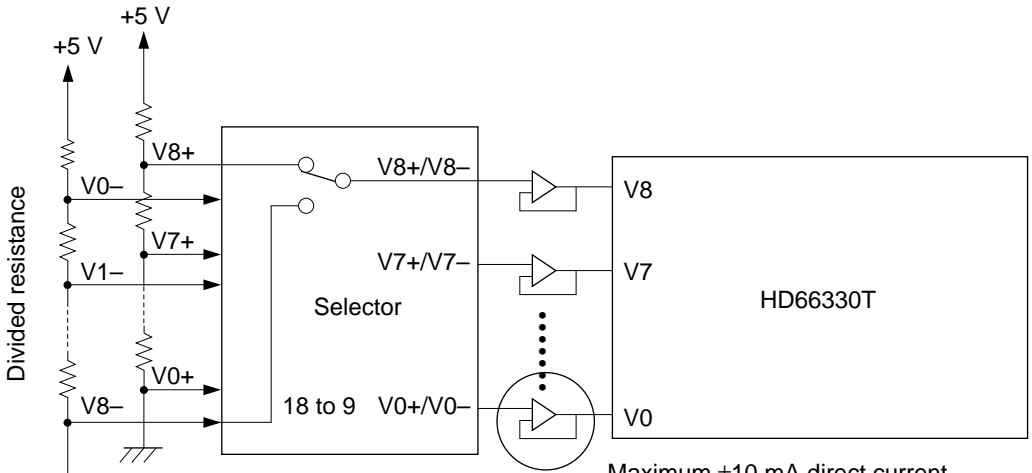 +5 V
+5 V
Divided resistance
V8+
V0–
V7+
V1–
V0+
V8–
V8+/V8–
V7+/V7–
Selector
18 to 9
V0+/V0–
V8
V7
HD66330T
V0
Maximum ±10 mA direct current